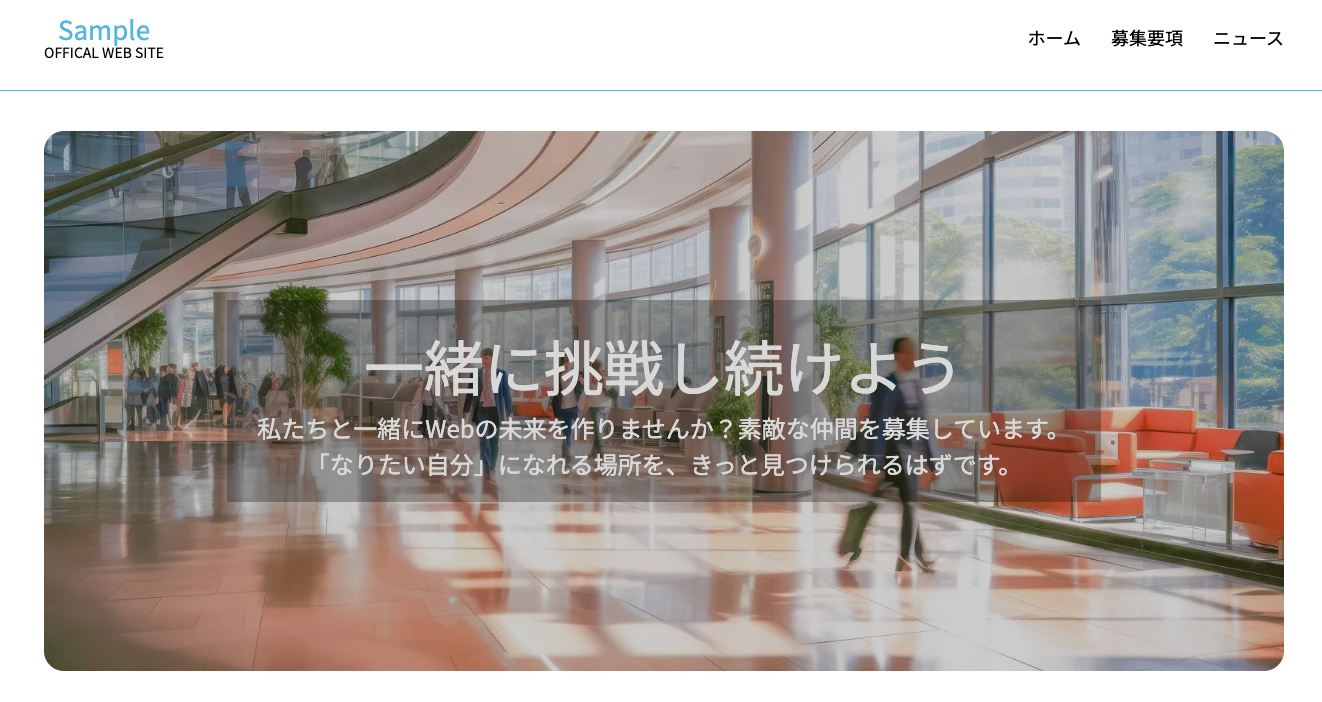 Sample
OFFICAL WEB SITE
ホーム 募集要項 ニュース
一緒に挑戦し続けよう
私たちと一緒にWebの未来を作りませんか？素敵な仲間を募集しています。
「なりたい自分」になれる場所を、きっと見つけられるはずです。